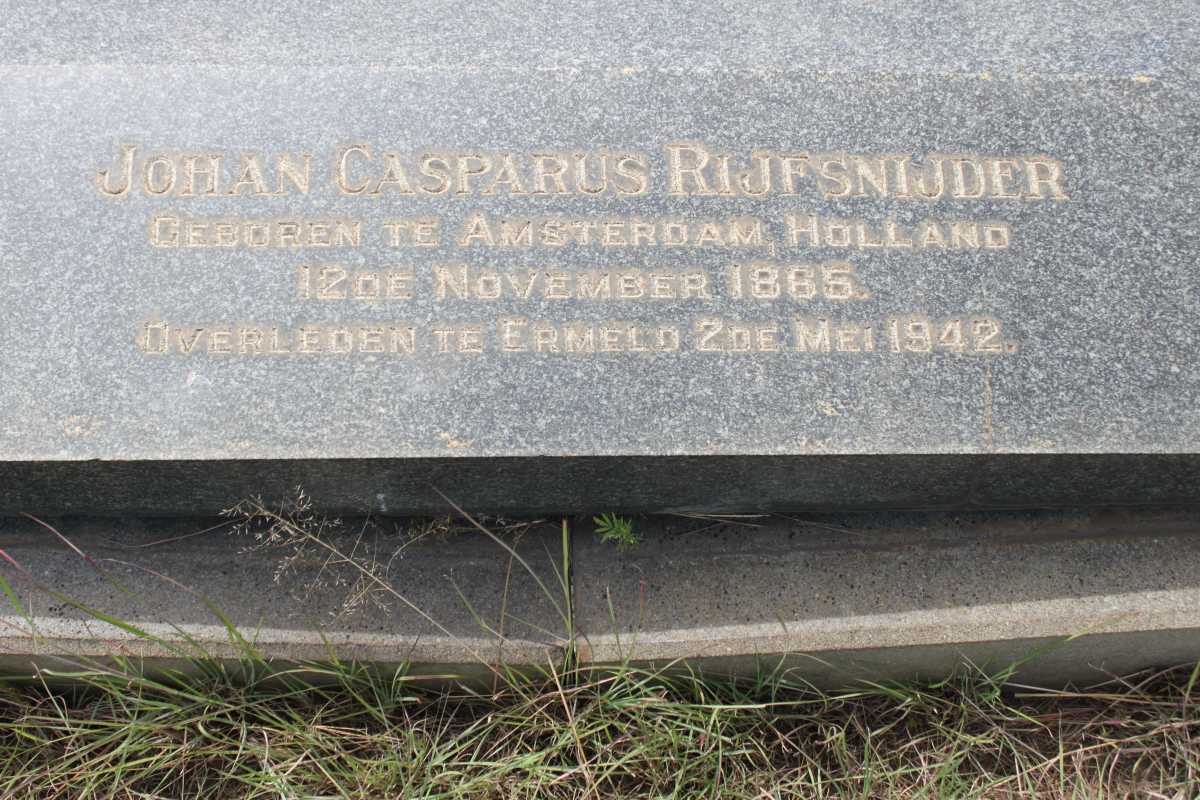 JOHAN CASPARUS RIJFSNIJDER
GEBOREN TE AMSTERDAM, HOLLAND
12DE NOVEMBER 1865.
OVERLEDEN TE ERMELO 2DE MEI 1942.